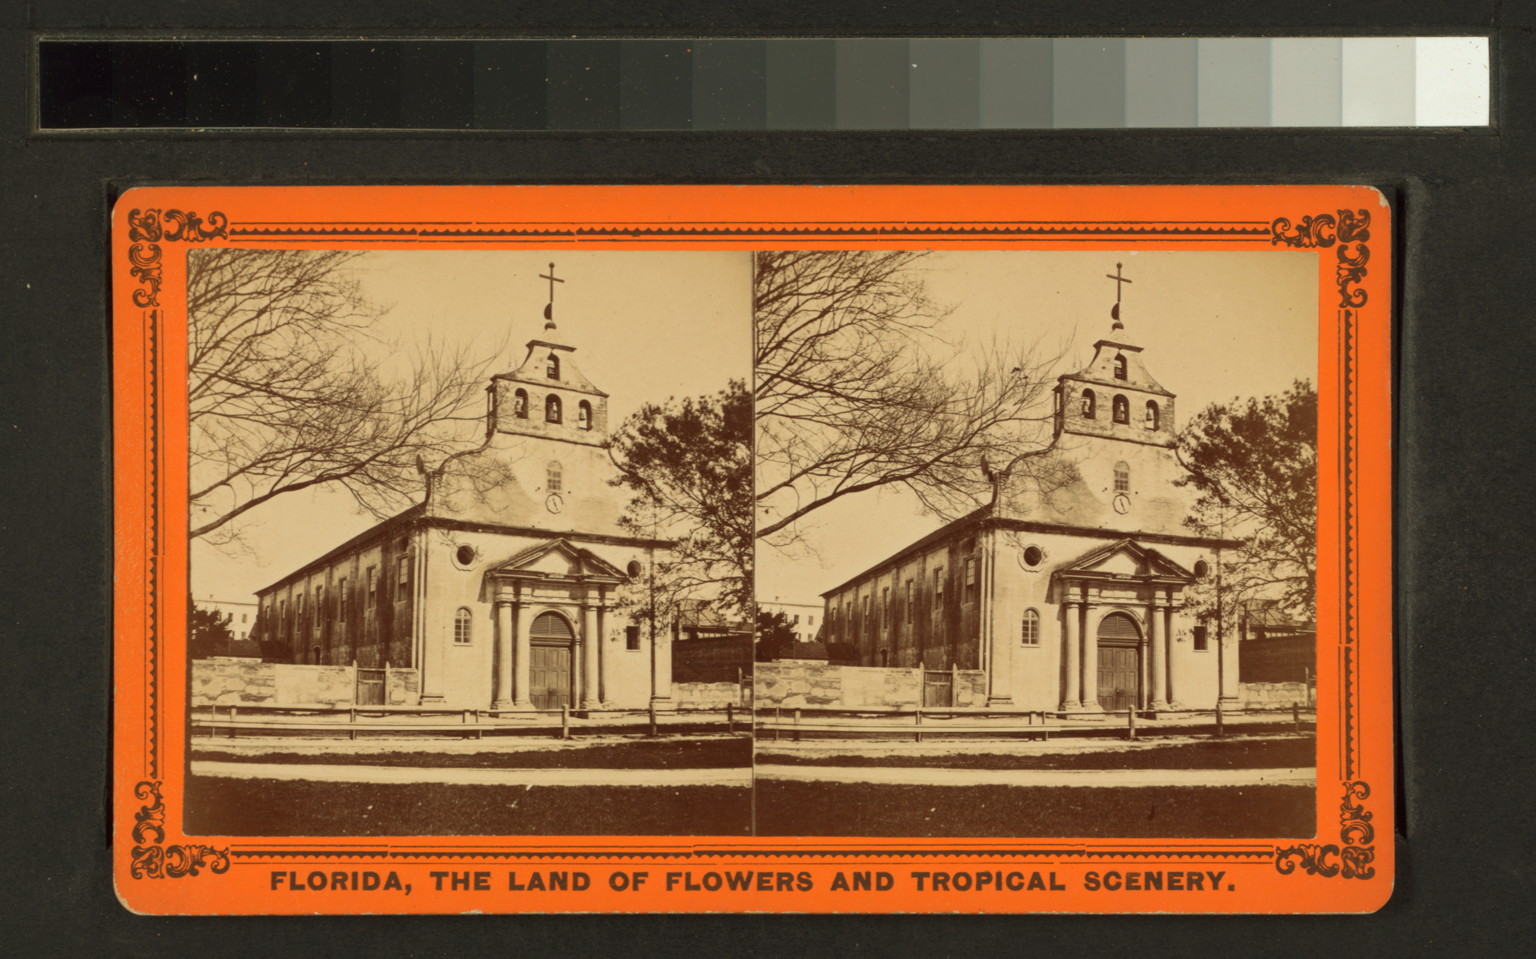 FLORIDA, THE LAND OF FLOWERS AND TROPICAL SCENERY.